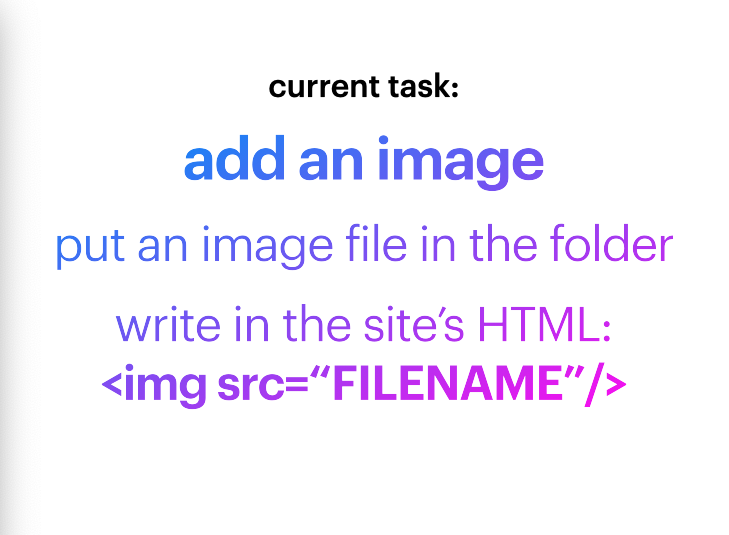 current task:
add an image
put an image file in the folder
write in the site’s HTML:
<img src=“FILENAME”/>